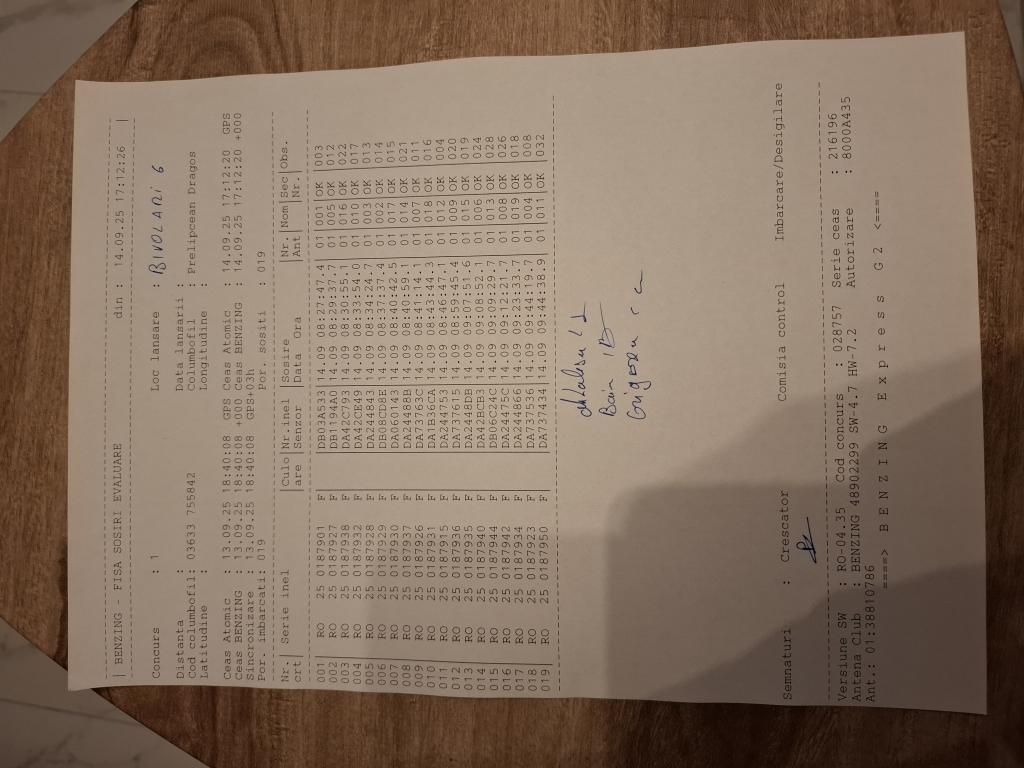 | BENZING - FISA SOSIRI EVALUARE din : 14.09.25 17:12:26 |
Concurs : 1 Loc lansare : BIVOLARI 6
Distanta : Data lansarii :
Cod columbofil: 03633 755842 Columbofil : Prelipcean Dragos
Latitudine : Longitudine :
Ceas Atomic : 13.09.25 18:40:08 GPS Ceas Atomic : 14.09.25 17:12:20 GPS
Ceas BENZING : 13.09.25 18:40:08 +000 Ceas BENZING : 14.09.25 17:12:20 +000
Sincronizare : 13.09.25 18:40:08 GPS+03h
Por. imbarcati: 019 Por. sositi : 019
Nr.| Serie inel |Culo|Nr.inel |Sosire |Nr. |Nom|Sec|Obs.
crt| |are |Senzor |Data Ora |Ant | |Nr.|
001| RO 25 0187901 F |DB03A533|14.09 08:27:47.4| 01 |001|OK |003
002| RO 25 0187927 F |DB1194A0|14.09 08:29:37.7| 01 |005|OK |012
003| RO 25 0187938 F |DA42C793|14.09 08:30:55.1| 01 |016|OK |022
004| RO 25 0187932 F |DA42CE49|14.09 08:33:54.0| 01 |010|OK |017
005| RO 25 0187928 F |DA244843|14.09 08:34:24.7| 01 |003|OK |013
006| RO 25 0187929 F |DB08CD8E|14.09 08:37:37.4| 01 |002|OK |014
007| RO 25 0187930 F |DA060143|14.09 08:40:42.5| 01 |017|OK |015
008| RO 25 0187937 F |DA2448EB|14.09 08:40:59.1| 01 |014|OK |021
009| RO 25 0187926 F |DA73763C|14.09 08:41:14.1| 01 |007|OK |011
010| RO 25 0187931 F |DA1B36CA|14.09 08:43:44.3| 01 |018|OK |016
011| RO 25 0187915 F |DA244753|14.09 08:46:47.1| 01 |012|OK |004
012| RO 25 0187936 F |DA737615|14.09 08:59:45.4| 01 |009|OK |020
013| RO 25 0187935 F |DA2448DB|14.09 09:07:51.6| 01 |015|OK |019
014| RO 25 0187940 F |DA42BCB3|14.09 09:08:52.1| 01 |006|OK |024
015| RO 25 0187944 F |DB06C24C|14.09 09:09:29.7| 01 |013|OK |028
016| RO 25 0187942 F |DA24475C|14.09 09:12:21.7| 01 |008|OK |026
017| RO 25 0187934 F |DA244866|14.09 09:23:33.7| 01 |019|OK |018
018| RO 25 0187923 F |DA737536|14.09 09:44:19.7| 01 |004|OK |008
019| RO 25 0187950 F |DA737434|14.09 09:44:38.9| 01 |011|OK |032
Semnaturi : Crescator Comisia control Imbarcare/Desigilare
Versiune SW : RO-04.35 Cod concurs : 028757 Serie ceas : 216196
Antena Club : BENZING 48902299 SW-4.7 HW-7.2 Autorizare : 8000A435
Ant.: 01:38810786
====> B E N Z I N G E x p r e s s G 2 <====